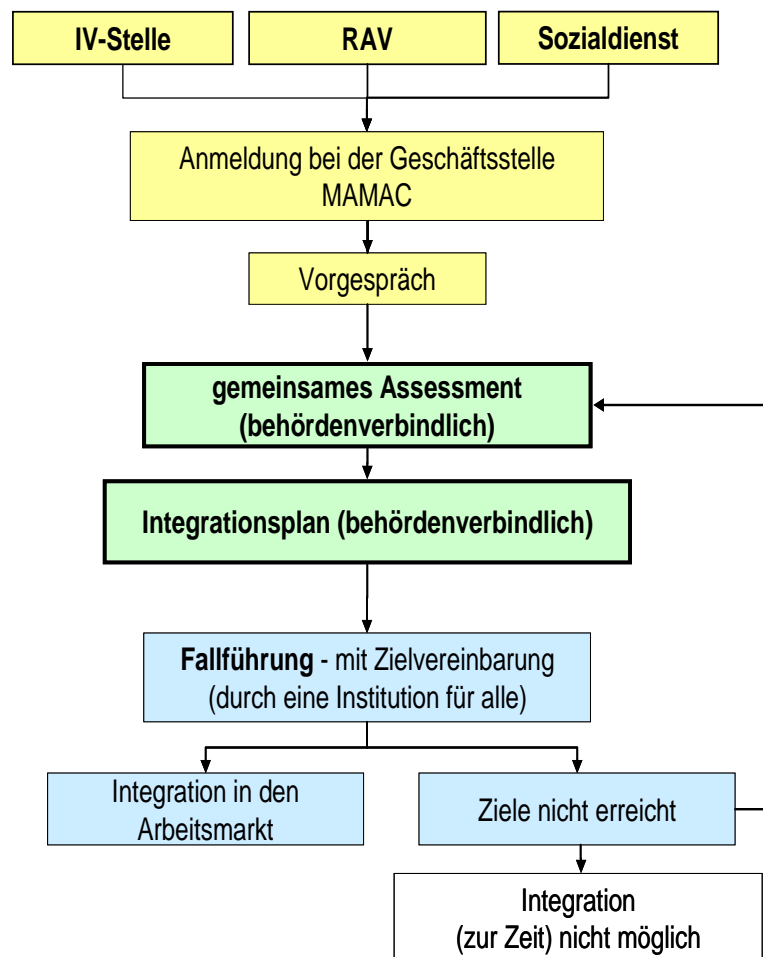 IV-Stelle
RAV
Sozialdienst
Anmeldung bei der Geschäftsstelle
MAMAC
Vorgespräch
gemeinsames Assessment
(behördenverbindlich)
Integrationsplan (behördenverbindlich)
Fallführung - mit Zielvereinbarung
(durch eine Institution für alle)
Integration in den
Arbeitsmarkt
Ziele nicht erreicht
Integration
(zur Zeit) nicht möglich